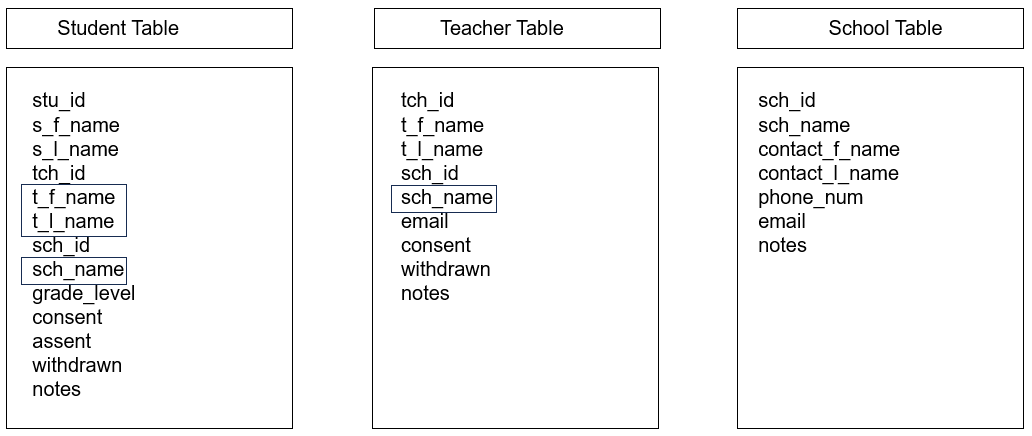 Student Table
stu_id
s_f_name
s_l_name
tch_id
t_f_name
t_l_name
sch_id
sch_name
grade_level
consent
assent
withdrawn
notes
Teacher Table
tch_id
t_f_name
t_l_name
sch_id
sch_name
email
consent
withdrawn
notes
School Table
sch_id
sch_name
contact_f_name
contact_l_name
phone_num
email
notes